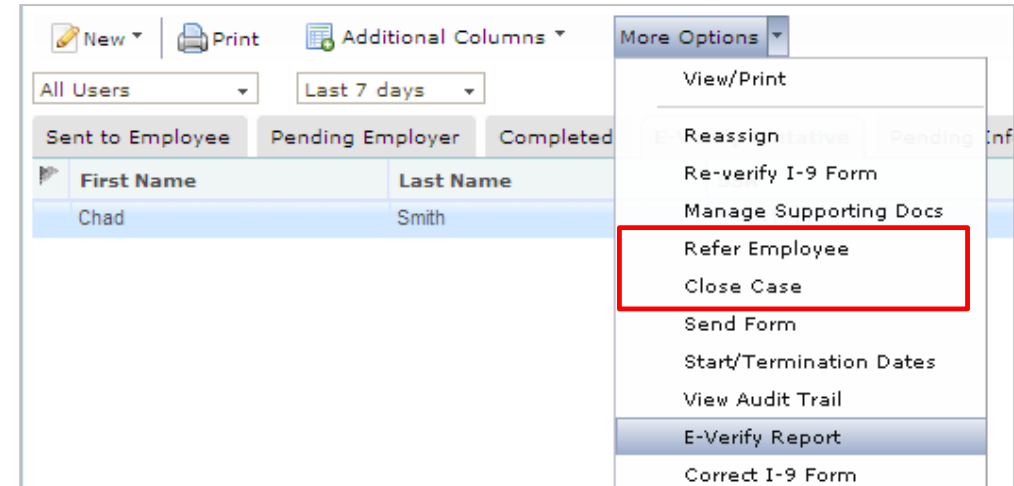 New Print Additional Columns More Options
All Users Last 7 days
View/Print
Sent to Employee Pending Employer Completed
First Name Last Name
Chad Smith
Reassign
Re-verify I-9 Form
Manage Supporting Docs
Refer Employee
Close Case
Send Form
Start/Termination Dates
View Audit Trail
E-Verify Report
Correct I-9 Form